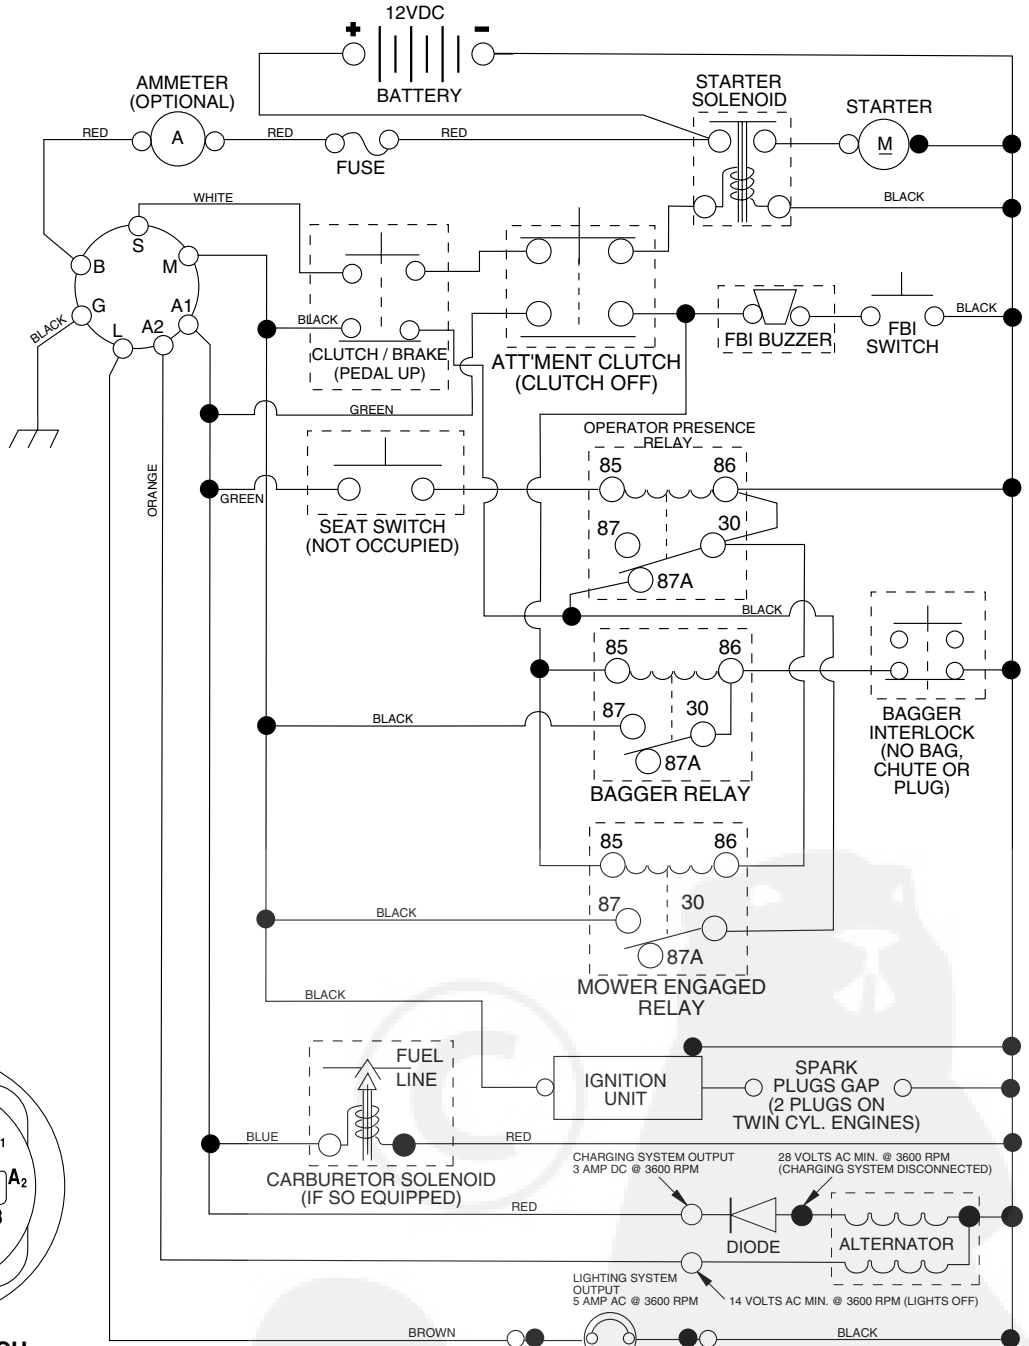 12VDC
+
-
BATTERY
AMMETER
(OPTIONAL)
STARTER
SOLENOID
STARTER
RED
A
RED
RED
FUSE
M
WHITE
BLACK
S
B
M
G
A1
L
A2
BLACK
BLACK
CLUTCH / BRAKE
(PEDAL UP)
ATT'MENT CLUTCH
(CLUTCH OFF)
FBI BUZZER
FBI
SWITCH
BLACK
GREEN
OPERATOR PRESENCE
RELAY
85
86
ORANGE
GREEN
SEAT SWITCH
(NOT OCCUPIED)
87
30
87A
BLACK
85
86
87
30
BLACK
87A
BAGGER RELAY
BAGGER
INTERLOCK
(NO BAG,
CHUTE OR
PLUG)
85
86
87
30
BLACK
87A
MOWER ENGAGED
RELAY
BLACK
©
FUEL
LINE
IGNITION
UNIT
SPARK
PLUGS GAP
(2 PLUGS ON
TWIN CYL. ENGINES)
BLUE
RED
CARBURETOR SOLENOID
(IF SO EQUIPPED)
CHARGING SYSTEM OUTPUT
3 AMP DC @ 3600 RPM
28 VOLTS AC MIN. @ 3600 RPM
(CHARGING SYSTEM DISCONNECTED)
RED
DIODE
ALTERNATOR
LIGHTING SYSTEM
OUTPUT
5 AMP AC @ 3600 RPM
14 VOLTS AC MIN. @ 3600 RPM (LIGHTS OFF)
BROWN
BLACK
1
A2